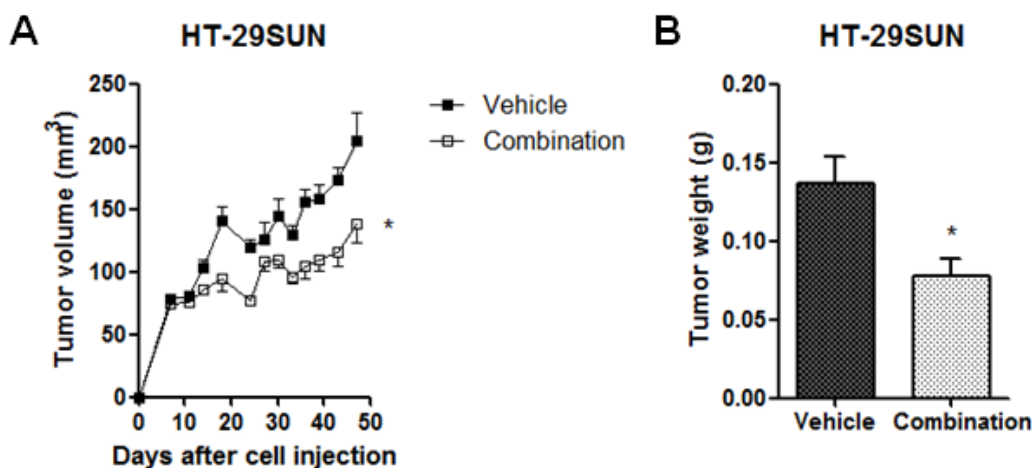 A
HT-29SUN
Tumor volume (mm3)
250
200
150
100
50
0
0 10 20 30 40 50
Days after cell injection
Vehicle
Combination
*
B
HT-29SUN
Tumor weight (g)
0.20
0.15
0.10
0.05
0.00
*
Vehicle Combination